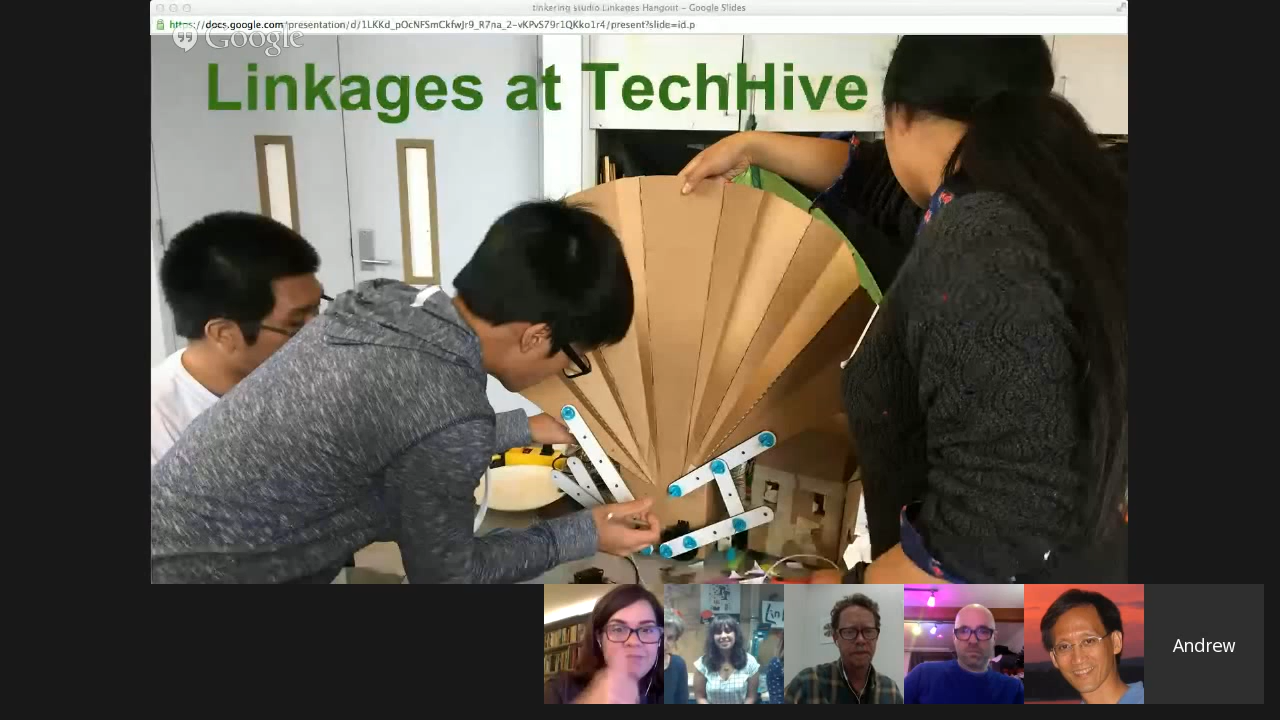 tinkering studio Linkages Hangout – Google Slides
https://docs.google.com/presentation/d/1LKKd_pOcNFSmCkfwJr9_R7na_2-vKPvS79r1QKko1r4/present?slide=id.p
Google
Linkages at TechHive
Andrew